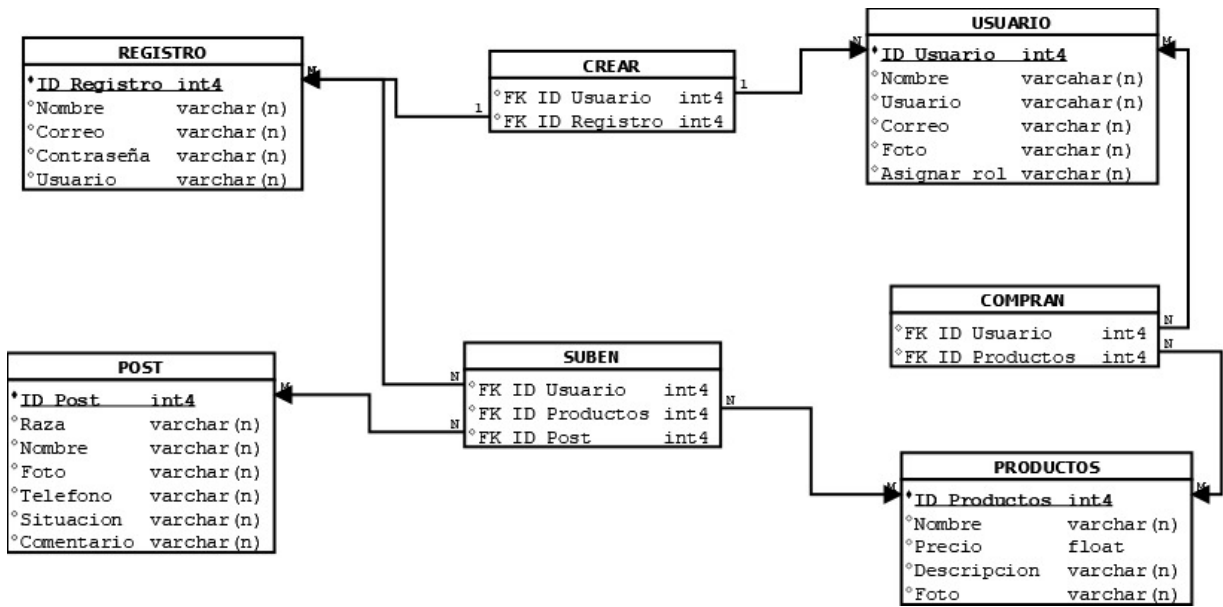 REGISTRO
ID Registro int4
Nombre varchar(n)
Correo varchar(n)
Contraseña varchar(n)
Usuario varchar(n)
M
1
CREAR
FK ID Usuario int4
FK ID Registro int4
1
N
USUARIO
ID Usuario int4
Nombre varcahar(n)
Usuario varcahar(n)
Correo varchar(n)
Foto varchar(n)
Asignar rol varchar(n)
M
COMPRAN
FK ID Usuario int4
FK ID Productos int4
N
N
POST
ID Post int4
Raza varchar(n)
Nombre varchar(n)
Foto varchar(n)
Telefono varchar(n)
Situacion varchar(n)
Comentario varchar(n)
M
N
N
SUBEN
FK ID Usuario int4
FK ID Productos int4
FK ID Post int4
N
M
PRODUCTOS
ID Productos int4
Nombre varchar(n)
Precio float
Descripcion varchar(n)
Foto varchar(n)
M